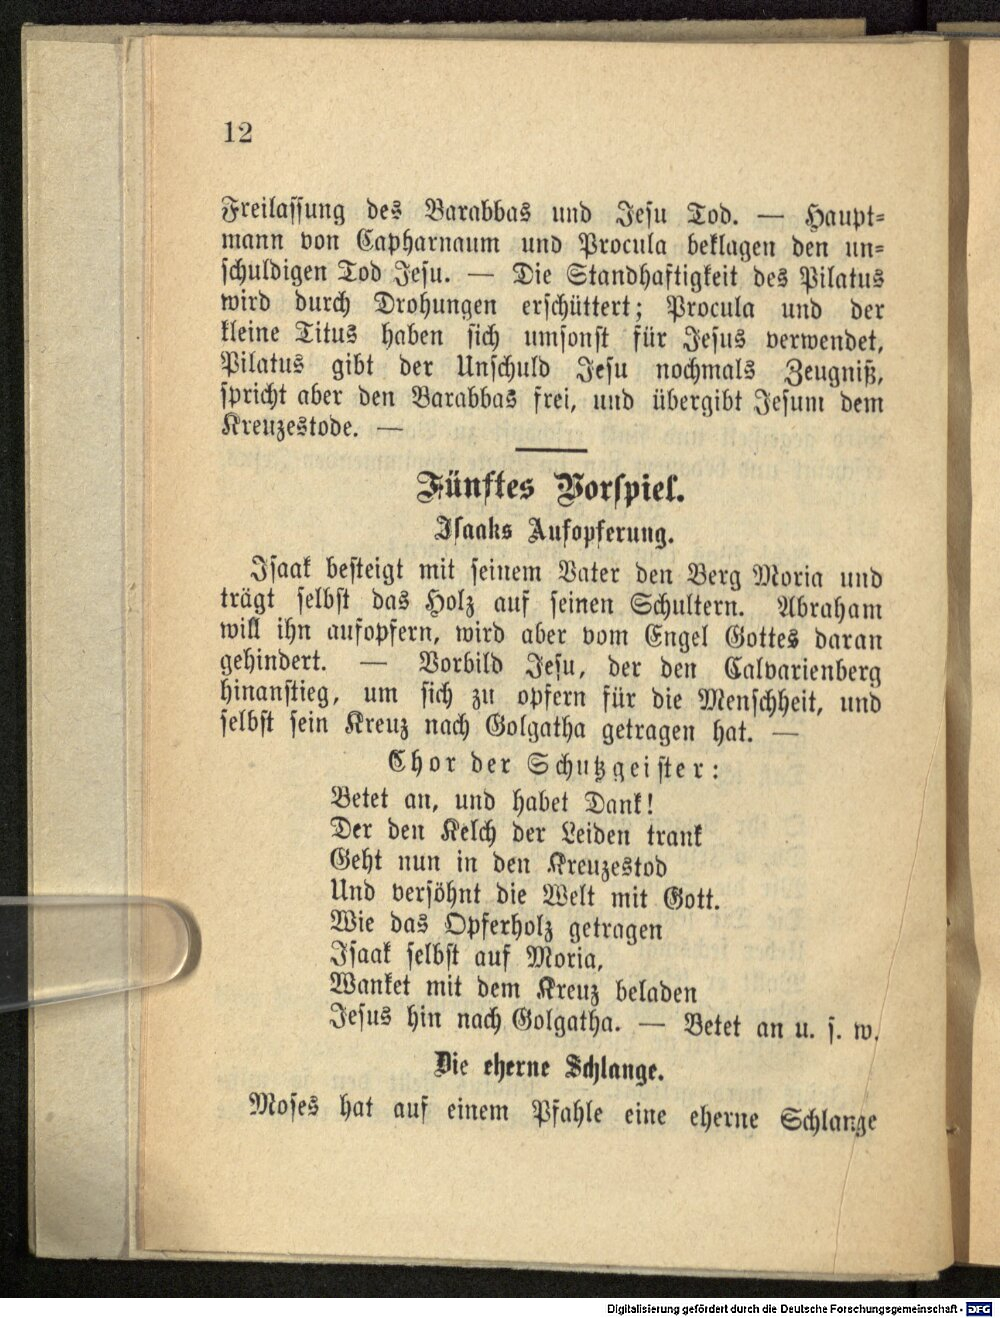 12
Freilassung des Barabbas und Jesu Tod. — Haupt-
mann von Capharnaum und Procula beklagen den un-
schuldigen Tod Jesu. — Die Standhaftigkeit des Pilatus
wird durch Drohungen erschüttert; Procula und der
kleine Titus haben sich umsonst für Jesus verwendet,
Pilatus gibt der Unschuld Jesu nochmals Zeugniß,
spricht aber den Barabbas frei, und übergibt Jesum dem
Kreuzestode. —
Fünftes Vorspiel.
Isaaks Aufopferung.
Isaak besteigt mit seinem Vater den Berg Moria und
trägt selbst das Holz auf seinen Schultern. Abraham
will ihn aufopfern, wird aber vom Engel Gottes daran
gehindert. — Vorbild Jesu, der den Calvarienberg
hinanstieg, um sich zu opfern für die Menschheit, und
selbst sein Kreuz nach Golgatha getragen hat. —
Chor der Schutzgeister:
Betet an, und habet Dank!
Der den Kelch der Leiden trank
Geht nun in den Kreuzestod
Und versöhnt die Welt mit Gott.
Wie das Opferholz getragen
Isaak selbst auf Moria,
Wanket mit dem Kreuz beladen
Jesus hin nach Golgatha. — Betet an u. s. w.
Die eherne Schlange.
Moses hat auf einem Pfahle eine eherne Schlange
Digitalisierung gefördert durch die Deutsche Forschungsgemeinschaft - DFG